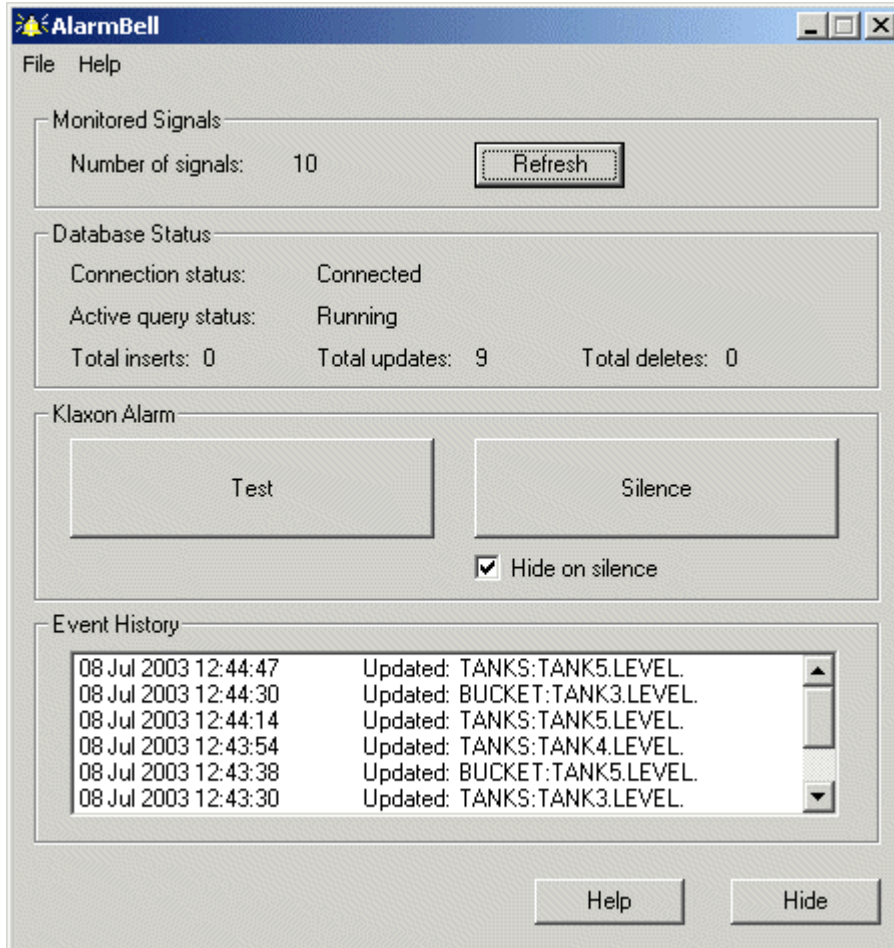 AlarmBell
File Help
Monitored Signals
Number of signals: 10 Refresh
Database Status
Connection status: Connected
Active query status: Running
Total inserts: 0 Total updates: 9 Total deletes: 0
Klaxon Alarm
Test Silence
Hide on silence
Event History
08 Jul 2003 12:44:47 Updated: TANKS:TANK5.LEVEL.
08 Jul 2003 12:44:30 Updated: BUCKET:TANK3.LEVEL.
08 Jul 2003 12:44:14 Updated: TANKS:TANK5.LEVEL.
08 Jul 2003 12:43:54 Updated: TANKS:TANK4.LEVEL.
08 Jul 2003 12:43:38 Updated: BUCKET:TANK5.LEVEL.
08 Jul 2003 12:43:30 Updated: TANKS:TANK3.LEVEL.
Help Hide